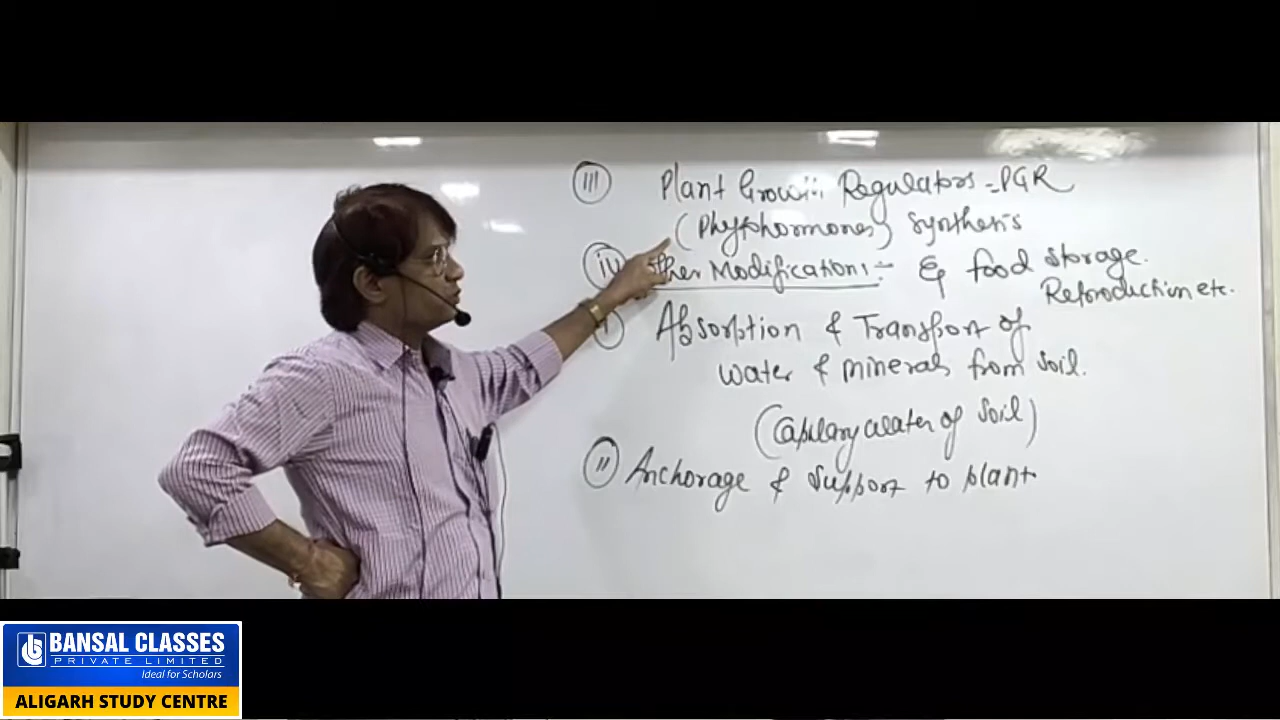 III Plant Growth Regulators = PGR
(Phytohormones) Synthesis
IV ther Modifications :- & food storage.
Reproduction etc.
I Absorption & Transport of
water & minerals from soil.
(Capillary water of soil)
II Anchorage & Support to plant
BANSAL CLASSES
PRIVATE LIMITED
Ideal for Scholars
ALIGARH STUDY CENTRE